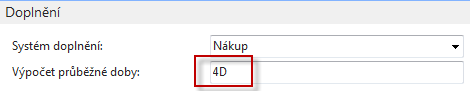 Doplnění
Systém doplnění: Nákup
Výpočet průběžné doby: 4D